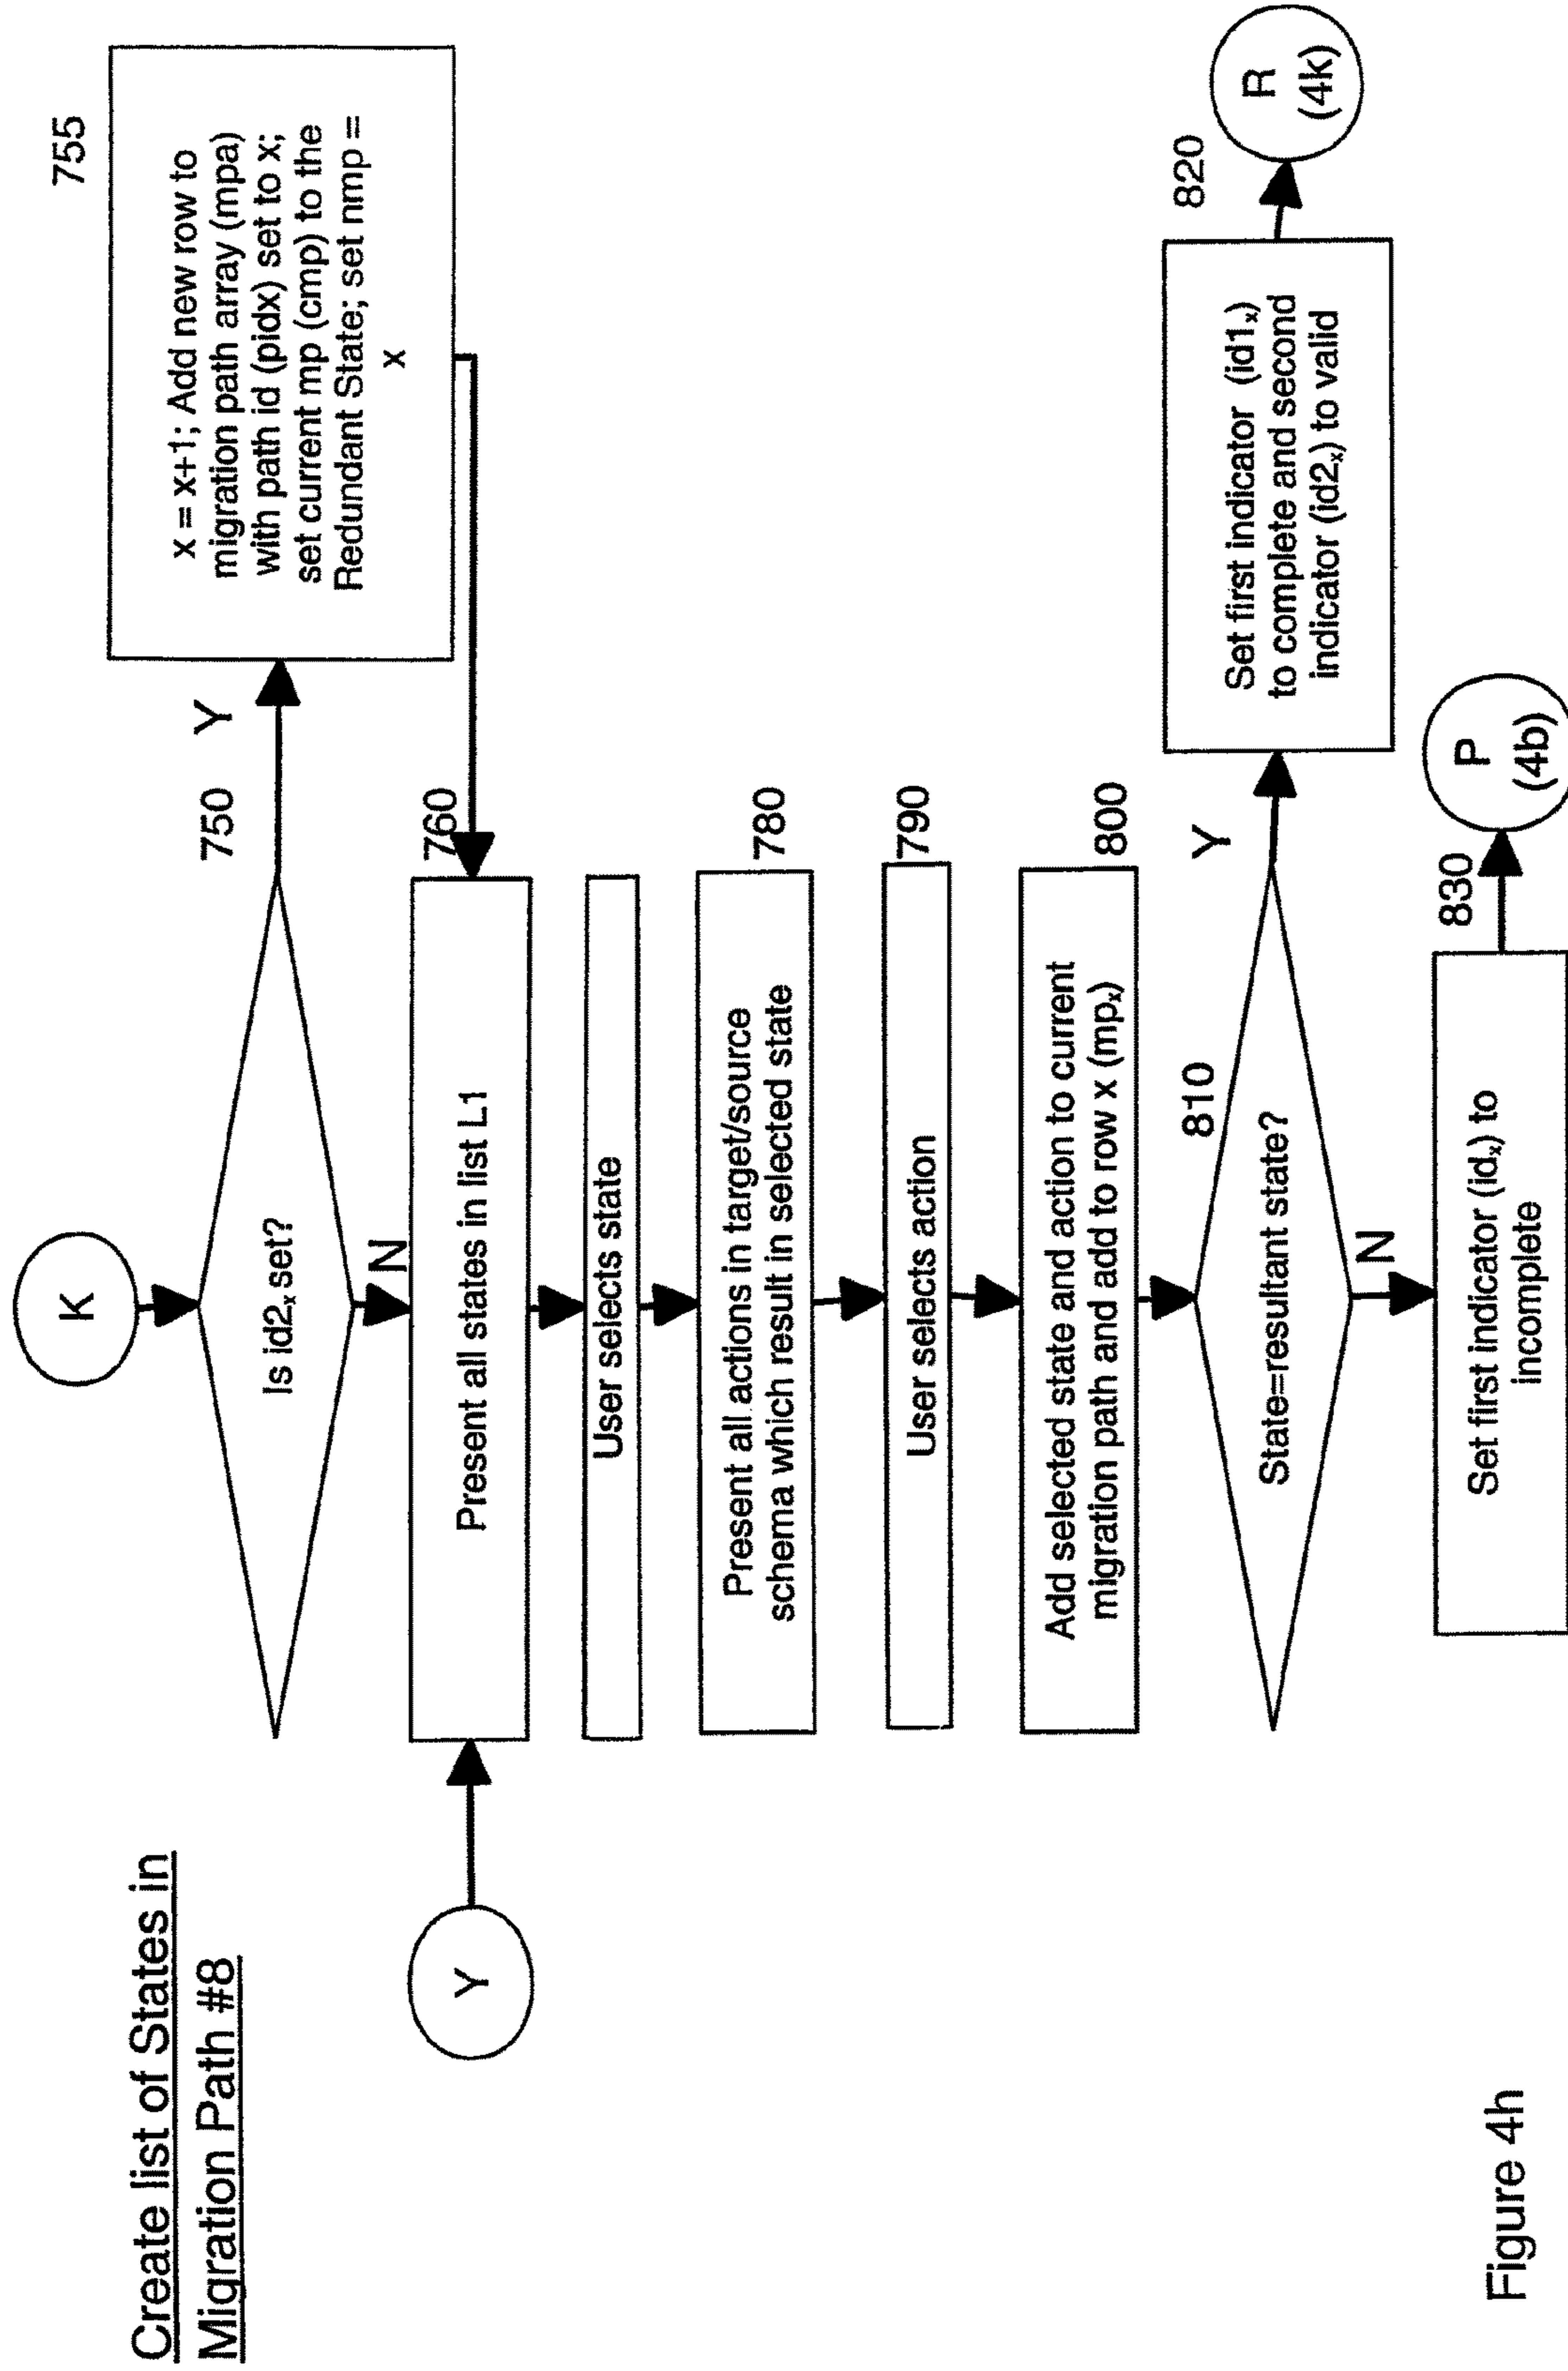 Create list of States in
Migration Path #8
K
750
Is id2x set?
Y
N
755
x = x+1; Add new row to
migration path array (mpa)
with path id (pidx) set to x;
set current mp (cmp) to the
Redundant State; set nmp =
x
Y
760
Present all states in list L1
User selects state
780
Present all actions in target/source
schema which result in selected state
790
User selects action
800
Add selected state and action to current
migration path and add to row x (mpx)
810
State=resultant state?
Y
N
820
Set first indicator (id1x)
to complete and second
indicator (id2x) to valid
R
(4k)
830
Set first indicator (idx) to
incomplete
P
(4b)
Figure 4h